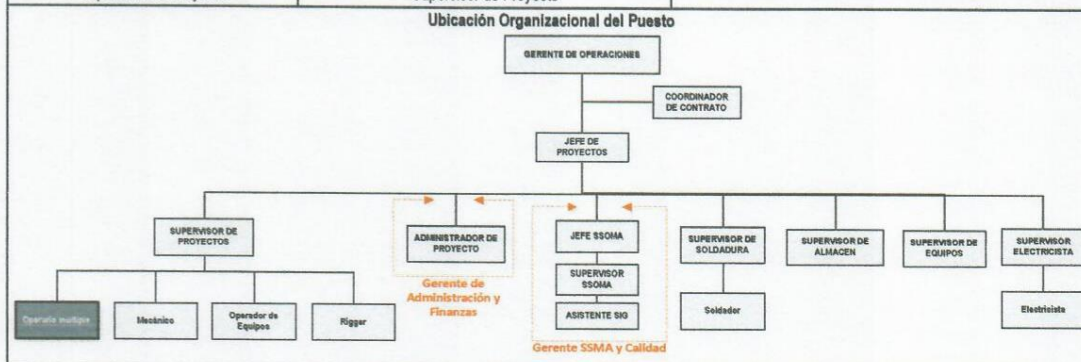 Supervisor de Proyecto
Ubicación Organizacional del Puesto
GERENTE DE OPERACIONES
COORDINADOR
DE CONTRATO
JEFE DE
PROYECTOS
SUPERVISOR DE
PROYECTOS
ADMINISTRADOR DE
PROYECTO
JEFE SSOMA
SUPERVISOR DE
SOLDADURA
SUPERVISOR DE
ALMACEN
SUPERVISOR DE
EQUIPOS
SUPERVISOR
ELECTRICISTA
Gerente de
Administración y
Finanzas
SUPERVISOR
SSOMA
Operario multiple
Mecánico
Operador de
Equipos
Rigger
ASISTENTE SIG
Soldador
Electricista
Gerente SSMA y Calidad